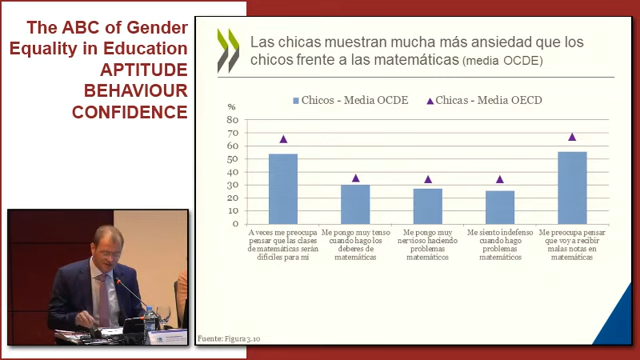 The ABC of Gender
Equality in Education
APTITUDE
BEHAVIOUR
CONFIDENCE
Las chicas muestran mucha más ansiedad que los
chicos frente a las matemáticas (media OCDE)
%
Chicos - Media OCDE
Chicas - Media OECD
80
70
60
50
40
30
20
10
0
A veces me preocupa
pensar que las clases
de matemáticas serán
difíciles para mí
Me pongo muy tenso
cuando hago los
deberes de
matemáticas
Me pongo muy
nervioso haciendo
problemas
matemáticos
Me siento indefenso
cuando hago
problemas
matemáticos
Me preocupa pensar
que voy a recibir
malas notas en
matemáticas
Fuente: Figura 3.10